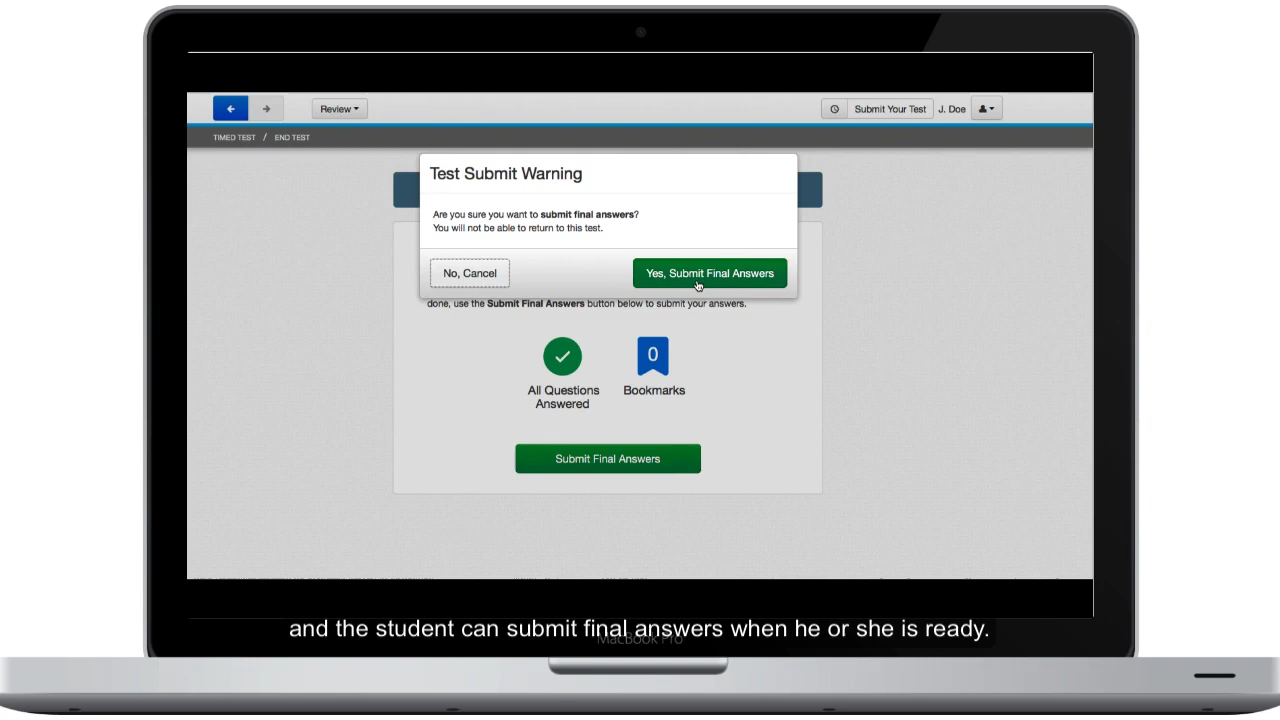 Review
Submit Your Test
J. Doe
TIMED TEST / END TEST
Test Submit Warning
Are you sure you want to submit final answers?
You will not be able to return to this test.
No, Cancel
Yes, Submit Final Answers
done, use the Submit Final Answers button below to submit your answers.
0
All Questions
Answered
Bookmarks
Submit Final Answers
and the student can submit final answers when he or she is ready.
MacBook Pro